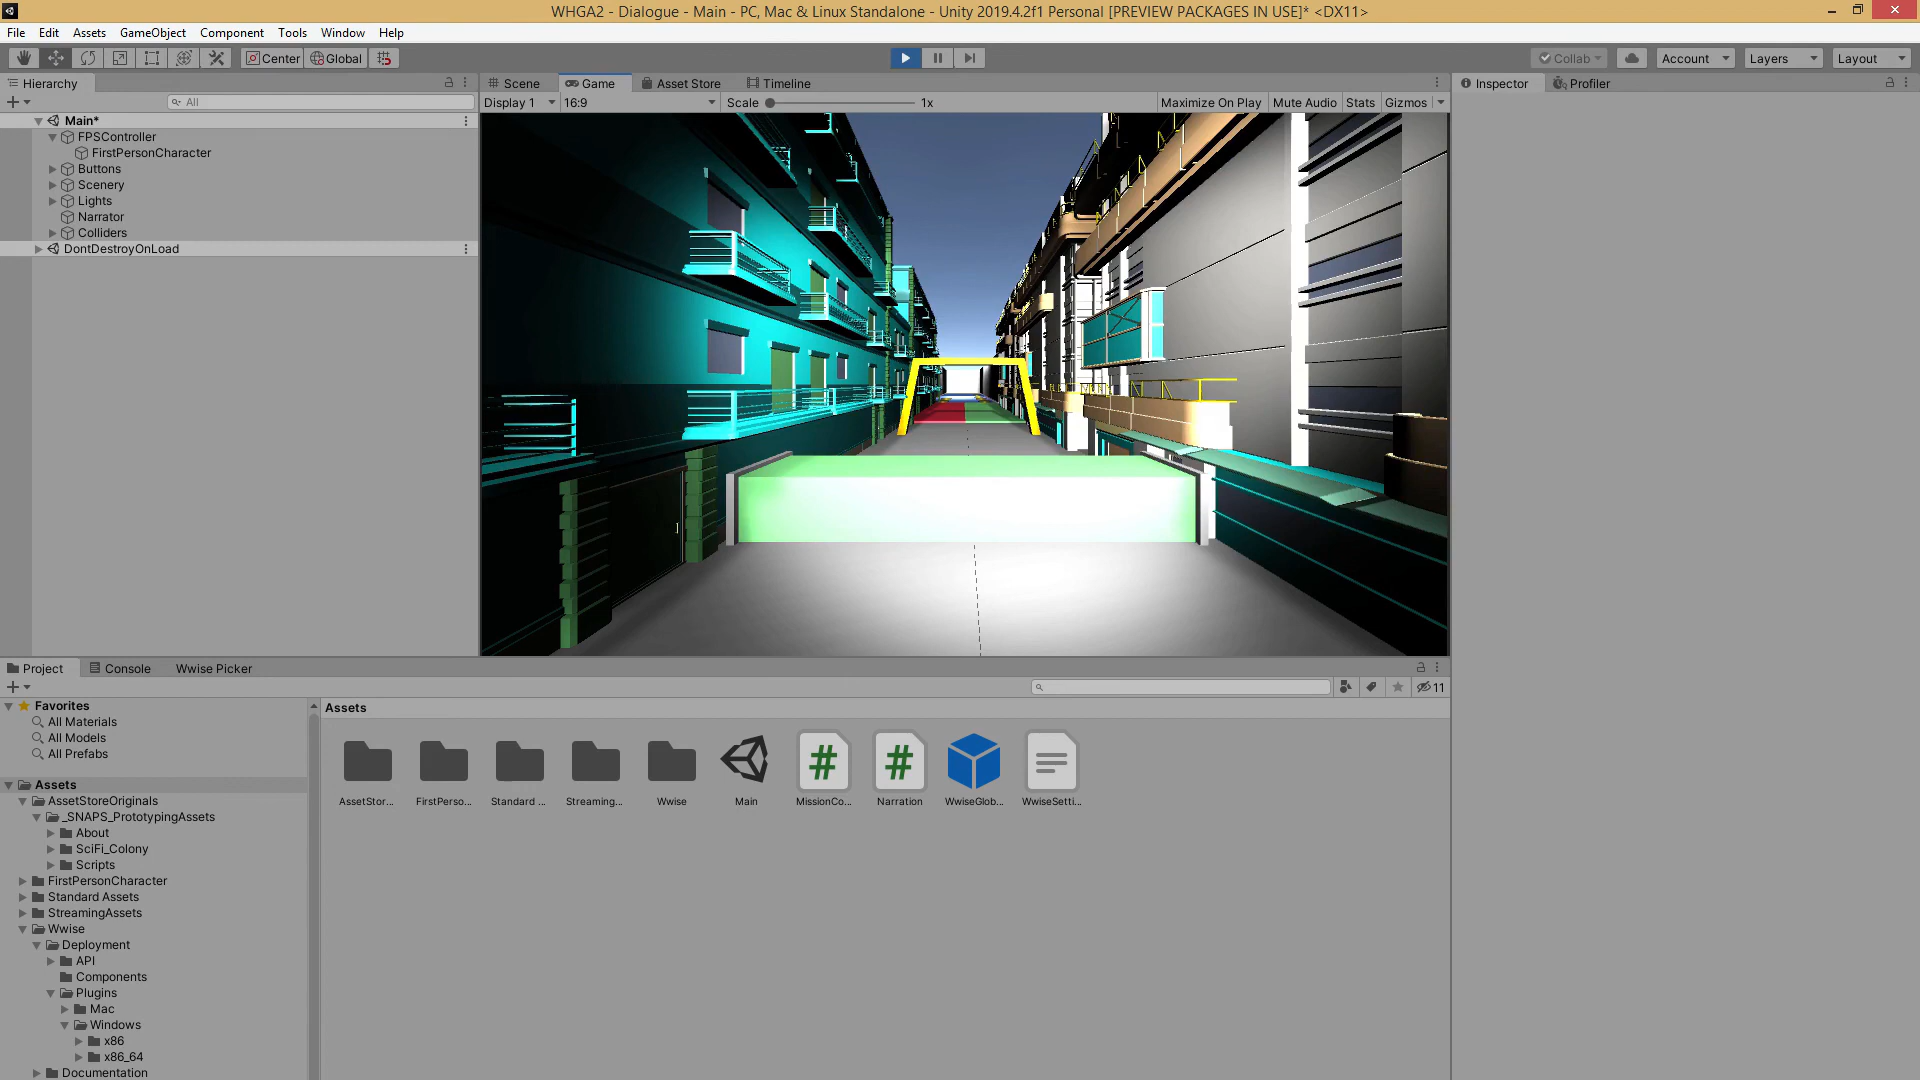 WHGA2 - Dialogue - Main - PC, Mac & Linux Standalone - Unity 2019.4.2f1 Personal [PREVIEW PACKAGES IN USE]* <DX11>
File Edit Assets GameObject Component Tools Window Help
Center Global Collab Account Layers Layout
Hierarchy Scene Game Asset Store Timeline Inspector Profiler
All Display 1 16:9 Scale 1x Maximize On Play Mute Audio Stats Gizmos
Main*
FPSController
FirstPersonCharacter
Buttons
Scenery
Lights
Narrator
Colliders
DontDestroyOnLoad
Project Console Wwise Picker
11
Favorites
All Materials
All Models
All Prefabs
Assets
AssetStoreOriginals
_SNAPS_PrototypingAssets
About
SciFi_Colony
Scripts
FirstPersonCharacter
Standard Assets
StreamingAssets
Wwise
Deployment
API
Components
Plugins
Mac
Windows
x86
x86_64
Documentation
Assets
AssetStor... FirstPerso... Standard ... Streaming... Wwise Main MissionCo... Narration WwiseGlob... WwiseSetti...